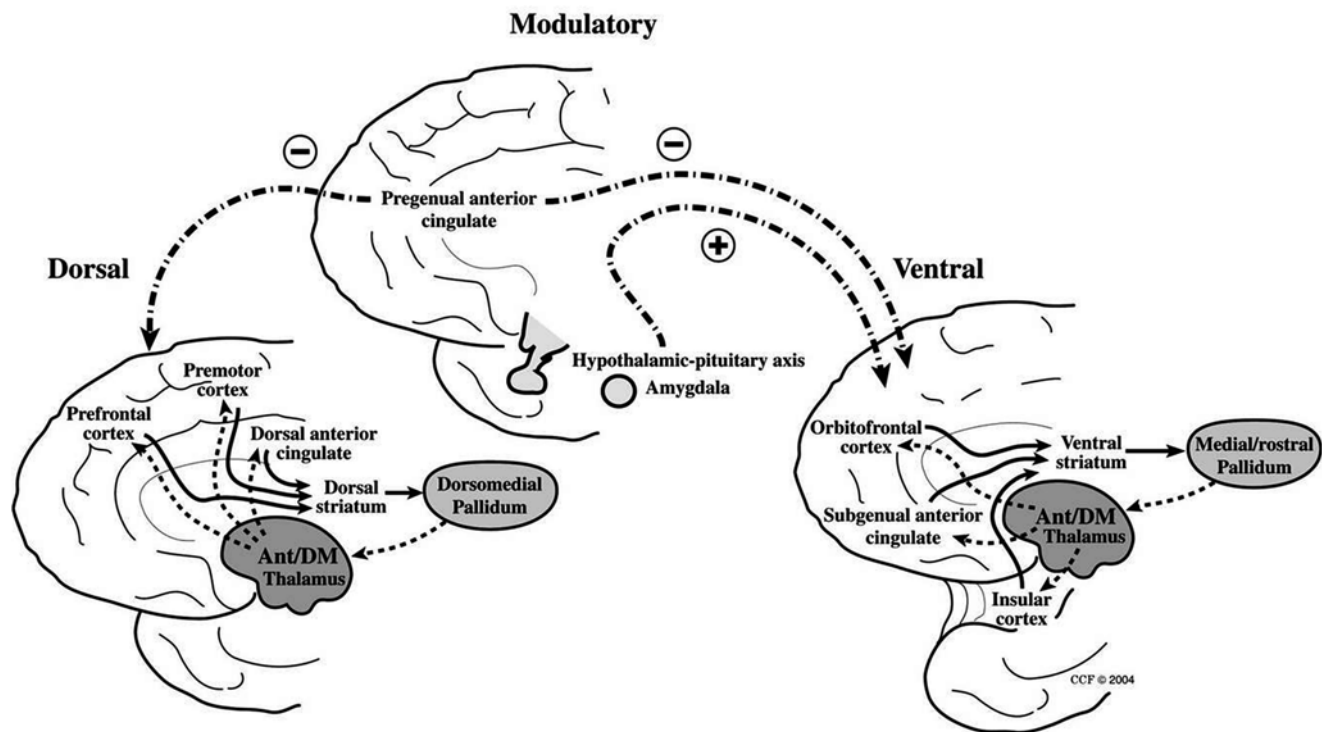 Modulatory
−
−
Pregenual anterior
cingulate
+
Dorsal
Ventral
Hypothalamic-pituitary axis
Amygdala
Premotor
cortex
Prefrontal
cortex
Dorsal anterior
cingulate
Dorsal
striatum
Dorsomedial
Pallidum
Ant/DM
Thalamus
Orbitofrontal
cortex
Ventral
striatum
Medial/rostral
Pallidum
Subgenual anterior
cingulate
Ant/DM
Thalamus
Insular
cortex
CCF © 2004